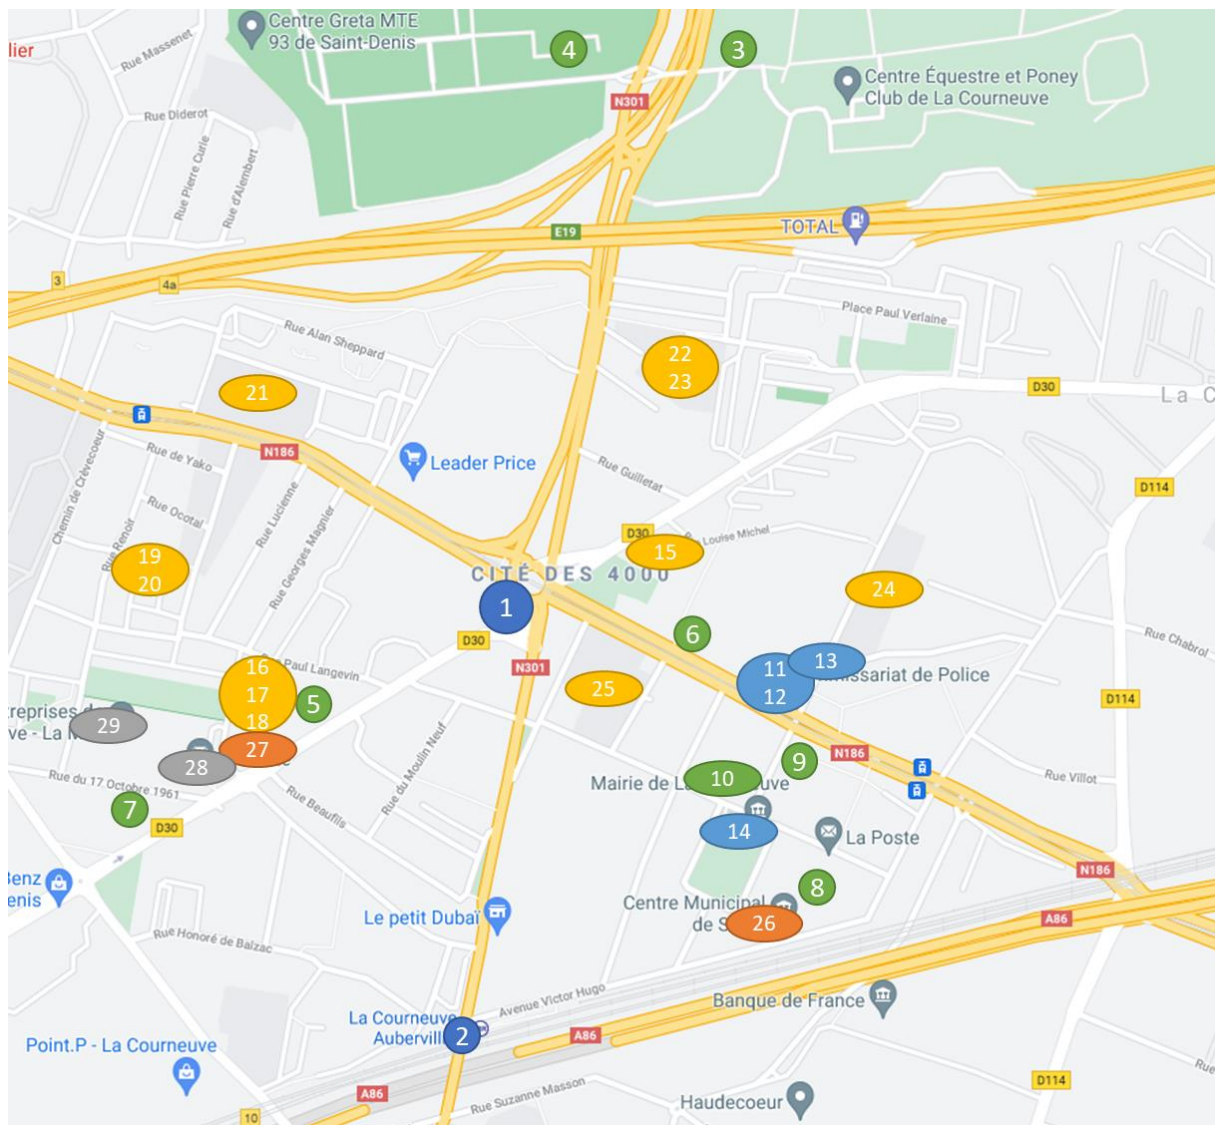 Centre Greta MTE
93 de Saint-Denis
4
3
lier
Rue Massenet
Centre Équestre et Poney
Club de La Courneuve
N301
Rue Diderot
Rue Pierre Curie
Rue d'Alembert
TOTAL
E19
3
4a
Place Paul Verlaine
Rue Alan Sheppard
22
23
21
D30
La C
N186
Rue de Yako
Leader Price
Rue Guilletat
Chemin de Crèvecoeur
D114
Rue Lucienne
Rue Ocotal
Rue Renoit
Rue Georges Magnier
D30
Louise Michel
15
19
20
CITÉ DES 4000
24
1
6
D30
Rue Chabrol
Paul Langevin
N301
16
17
18
11
12
13
missariat de Police
25
5
D114
treprises d
ve - La M
29
27
28
Rue du Moulin Neuf
9
N186
Rue Villot
Rue du 17 Octobre 1961
10
Mairie de La
neuve
7
Rue Beaufils
D30
14
La Poste
N186
Benz
enis
8
Centre Municipal
de S
26
Le petit Dubaï
A86
Rue Honoré de Balzac
Avenue Victor Hugo
Banque de France
La Courneuve
Aubervill
2
A86
Point.P - La Courneuve
Rue
D114
A86
Rue Suzanne Masson
Haudecoeur
10